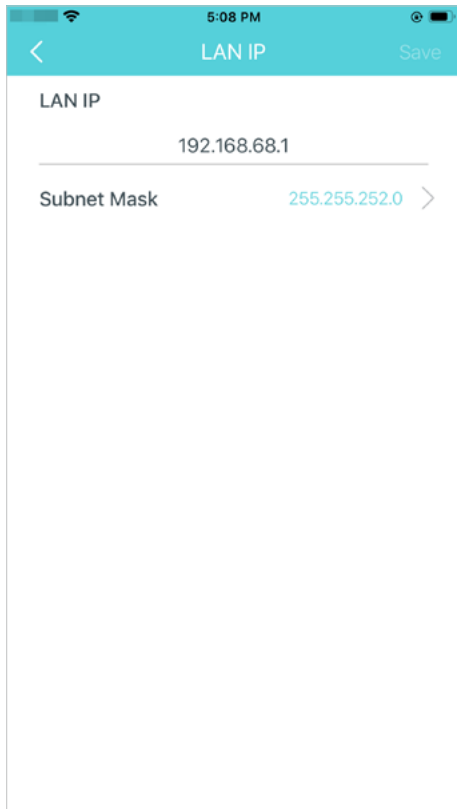 5:08 PM
LAN IP
Save
LAN IP
192.168.68.1
Subnet Mask
255.255.252.0